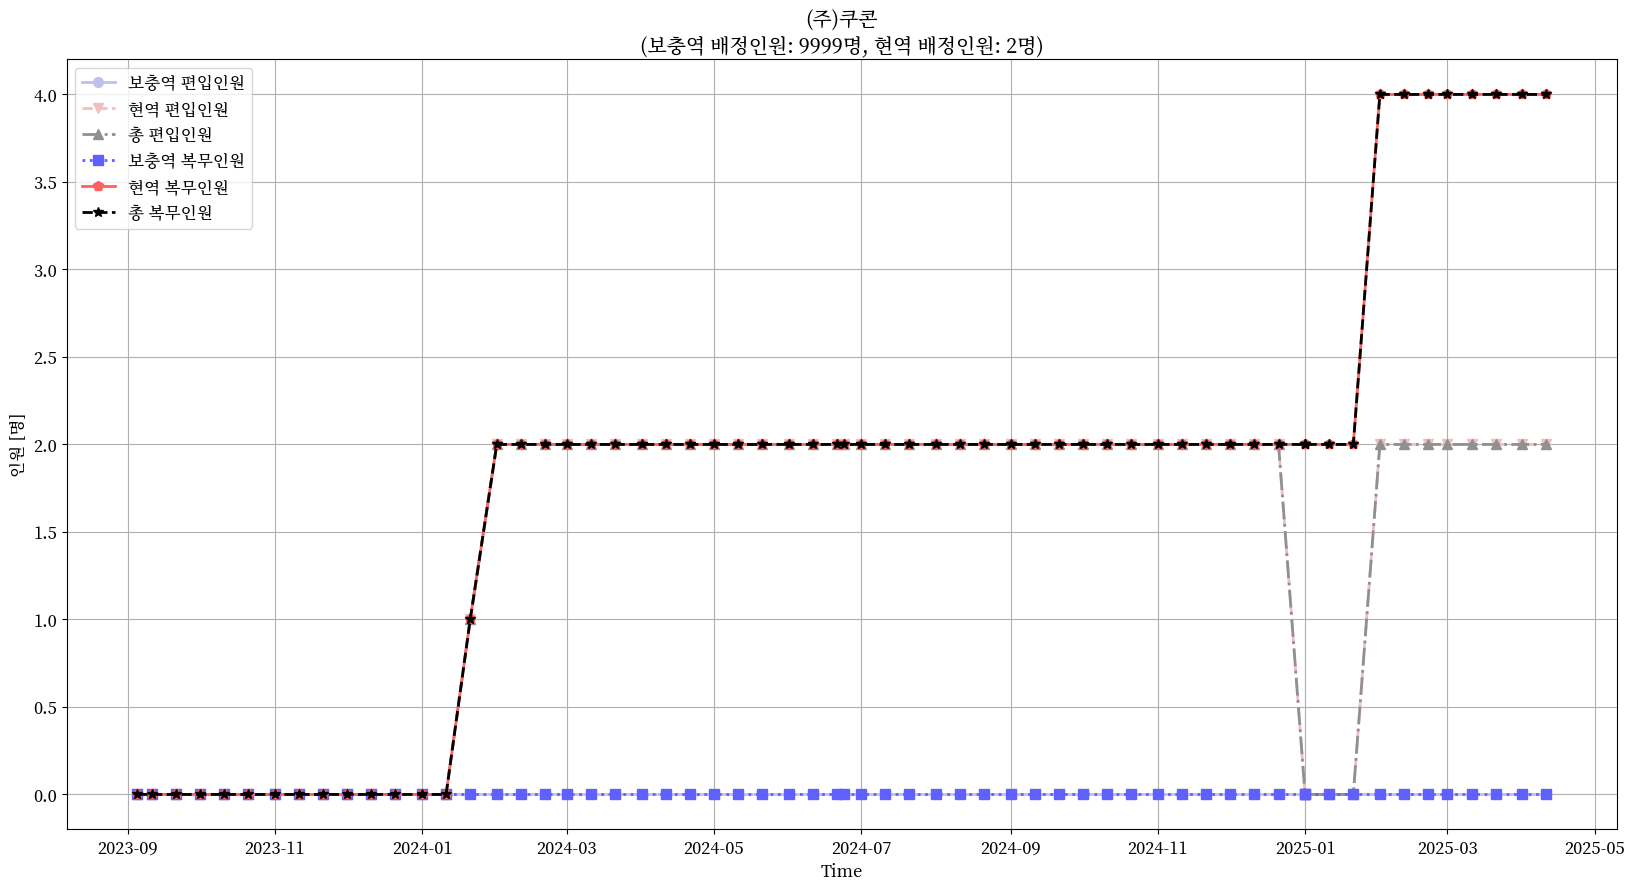 (주)쿠콘
(보충역 배정인원: 9999명, 현역 배정인원: 2명)
보충역 편입인원
현역 편입인원
총 편입인원
보충역 복무인원
현역 복무인원
총 복무인원
4.0
3.5
3.0
2.5
2.0
1.5
1.0
0.5
0.0
인원 [명]
2023-09
2023-11
2024-01
2024-03
2024-05
2024-07
2024-09
2024-11
2025-01
2025-03
2025-05
Time